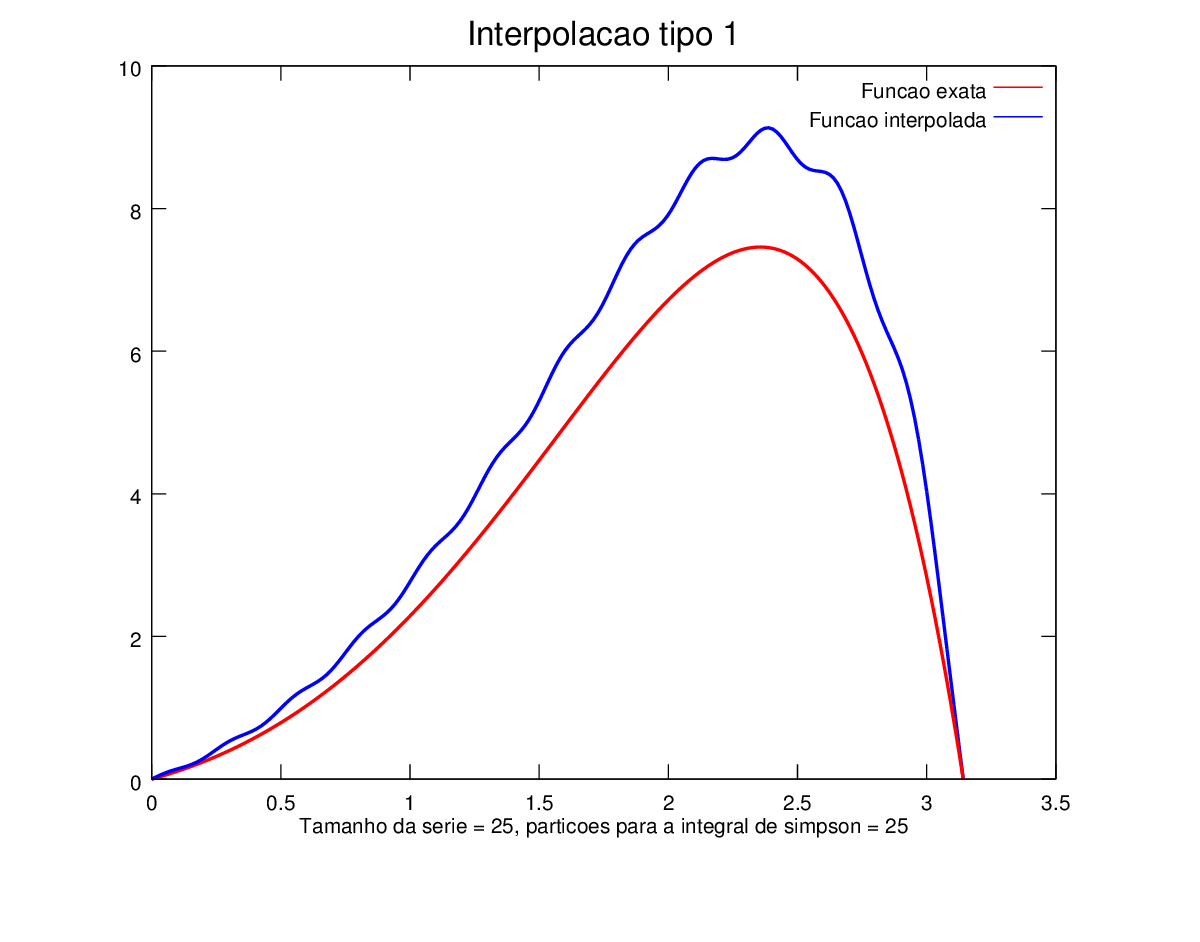 Interpolacao tipo 1
10
Funcao exata
Funcao interpolada
8
6
4
2
0
0 0.5 1 1.5 2 2.5 3 3.5
Tamanho da serie = 25, particoes para a integral de simpson = 25